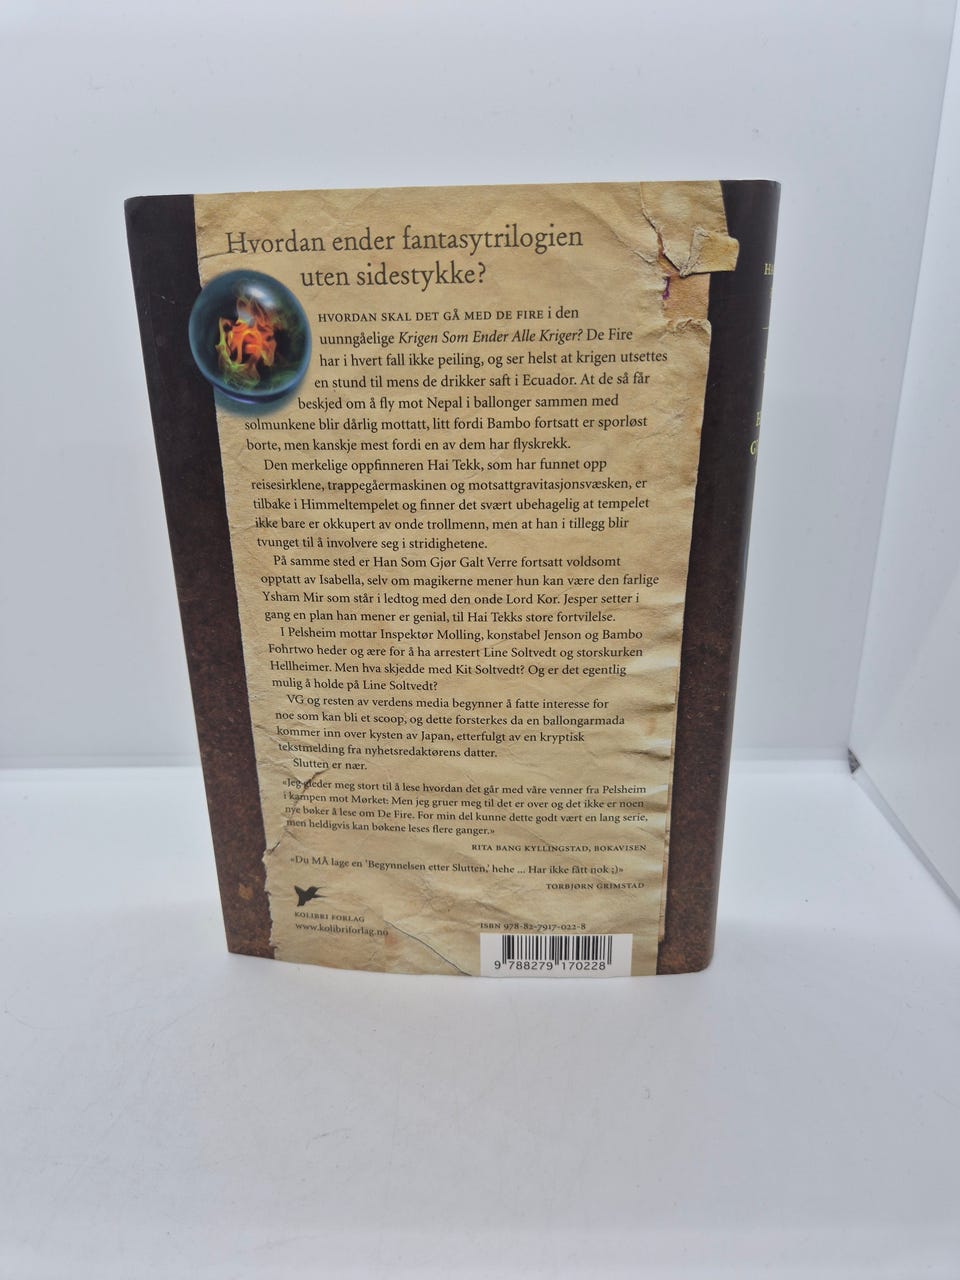 Hvordan ender fantasytrilogien
uten sidestykke?
HVORDAN SKAL DET GÅ MED DE FIRE i den
uunngåelige Krigen Som Ender Alle Kriger? De Fire
har i hvert fall ikke peiling, og ser helst at krigen utsettes
en stund til mens de drikker saft i Ecuador. At de så får
beskjed om å fly mot Nepal i ballonger sammen med
solmunkene blir dårlig mottatt, litt fordi Bambo fortsatt er sporløst
borte, men kanskje mest fordi en av dem har flyskrekk.
Den merkelige oppfinneren Hai Tekk, som har funnet opp
reisesirklene, trappegåermaskinen og motsattgravitasjonsvæsken, er
tilbake i Himmeltempelet og finner det svært ubehagelig at tempelet
ikke bare er okkupert av onde trollmenn, men at han i tillegg blir
tvunget til å involvere seg i stridighetene.
På samme sted er Han Som Gjør Galt Verre fortsatt voldsomt
opptatt av Isabella, selv om magikerne mener hun kan være den farlige
Ysham Mir som står i ledtog med den onde Lord Kor. Jesper setter i
gang en plan han mener er genial, til Hai Tekks store fortvilelse.
I Pelsheim mottar Inspektør Molling, konstabel Jenson og Bambo
Fohrtwo heder og ære for å ha arrestert Line Soltvedt og storskurken
Hellheimer. Men hva skjedde med Kit Soltvedt? Og er det egentlig
mulig å holde på Line Soltvedt?
VG og resten av verdens media begynner å fatte interesse for
noe som kan bli et scoop, og dette forsterkes da en ballongarmada
kommer inn over kysten av Japan, etterfulgt av en kryptisk
tekstmelding fra nyhetsredaktørens datter.
Slutten er nær.
«Jeg gleder meg stort til å lese hvordan det går med våre venner fra Pelsheim
i kampen mot Mørket: Men jeg gruer meg til det er over og det ikke er noen
nye bøker å lese om De Fire. For min del kunne dette godt vært en lang serie,
men heldigvis kan bøkene leses flere ganger.»
RITA BANG KYLLINGSTAD, BOKAVISEN
«Du MÅ lage en 'Begynnelsen etter Slutten,' hehe ... Har ikke fått nok ;)»
TORBJØRN GRIMSTAD
KOLIBRI FORLAG
www.kolibriforlag.no
ISBN 978-82-7917-022-8
9 788279 170228